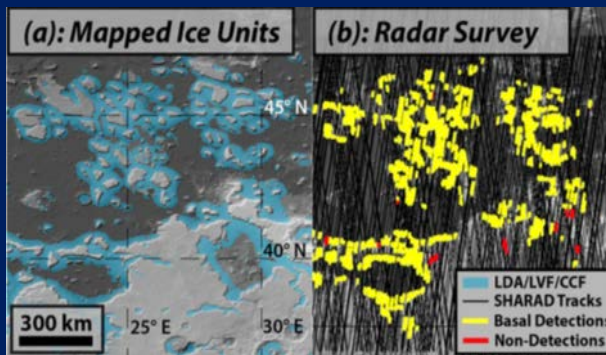 (a): Mapped Ice Units
(b): Radar Survey
45° N
40° N
300 km
25° E
30° E
LDA/LVF/CCF
SHARAD Tracks
Basal Detections
Non-Detections